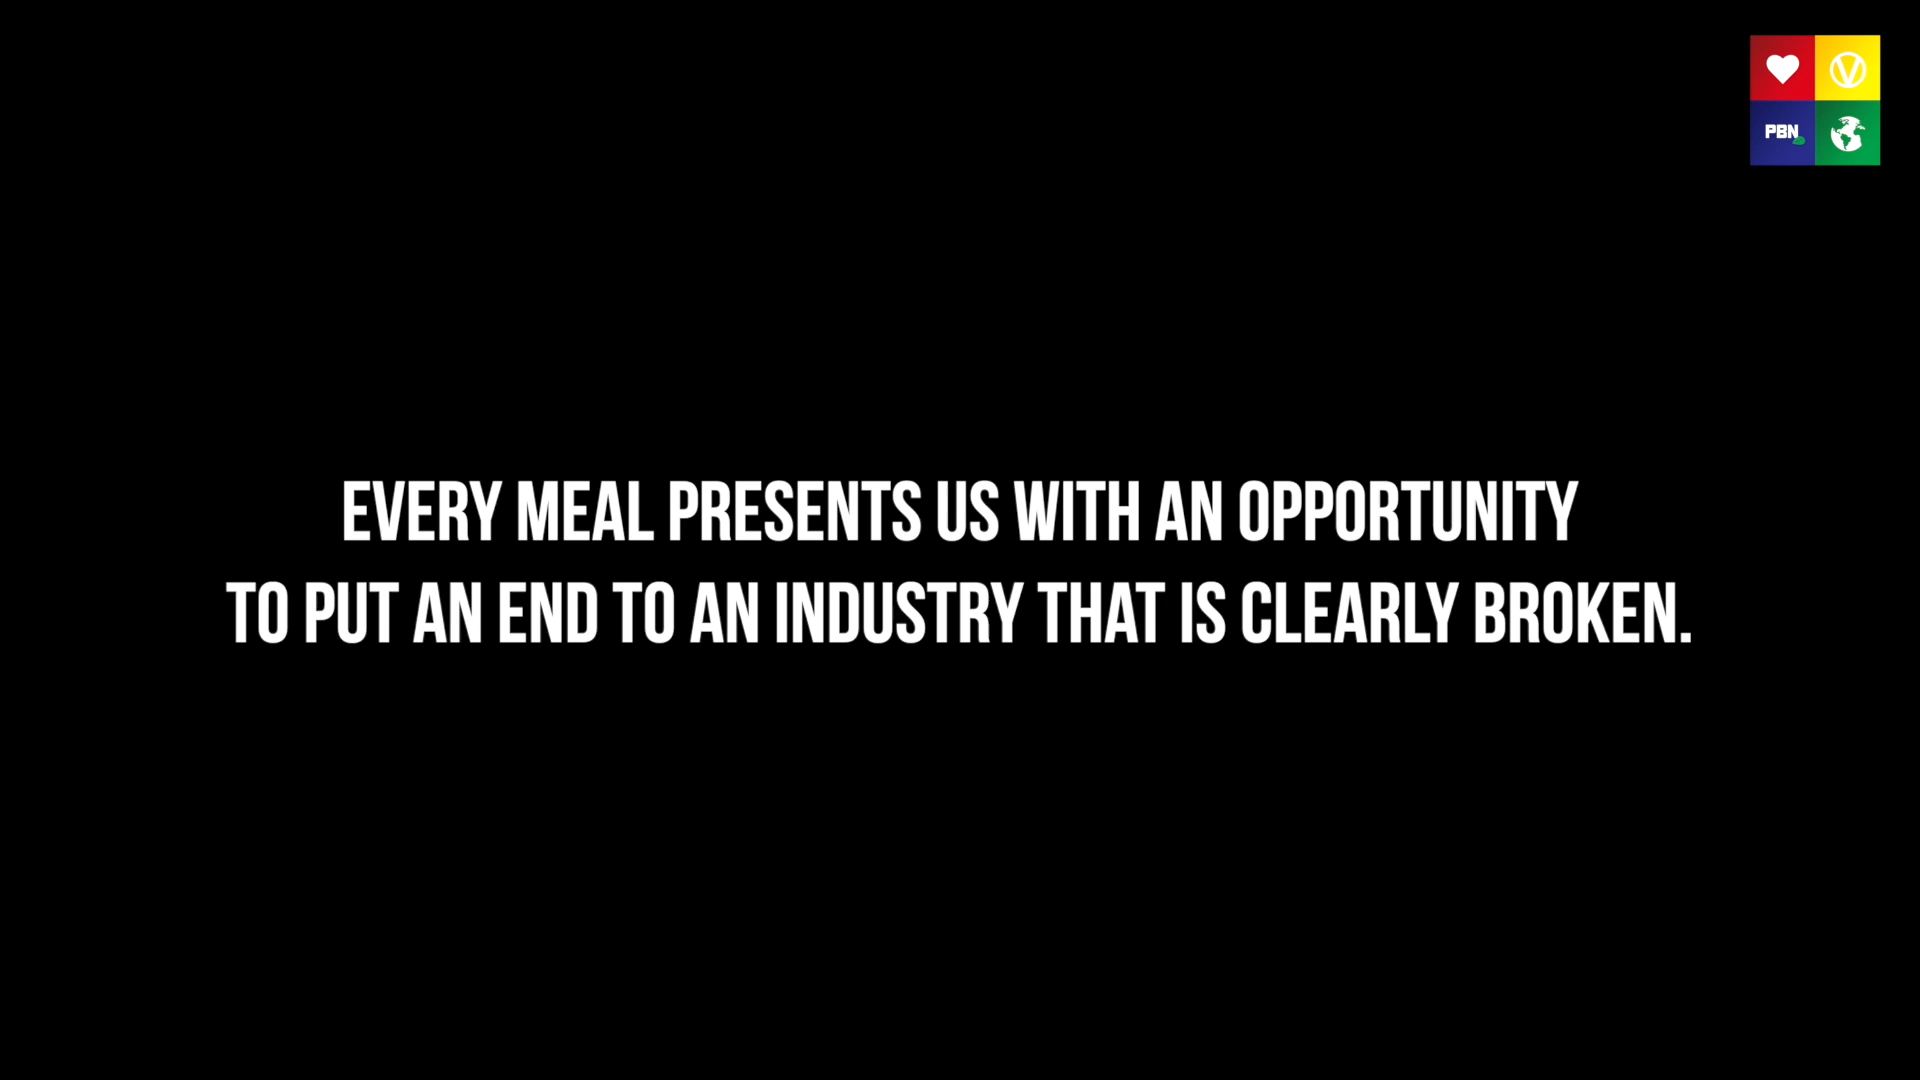 PBN
EVERY MEAL PRESENTS US WITH AN OPPORTUNITY
TO PUT AN END TO AN INDUSTRY THAT IS CLEARLY BROKEN.